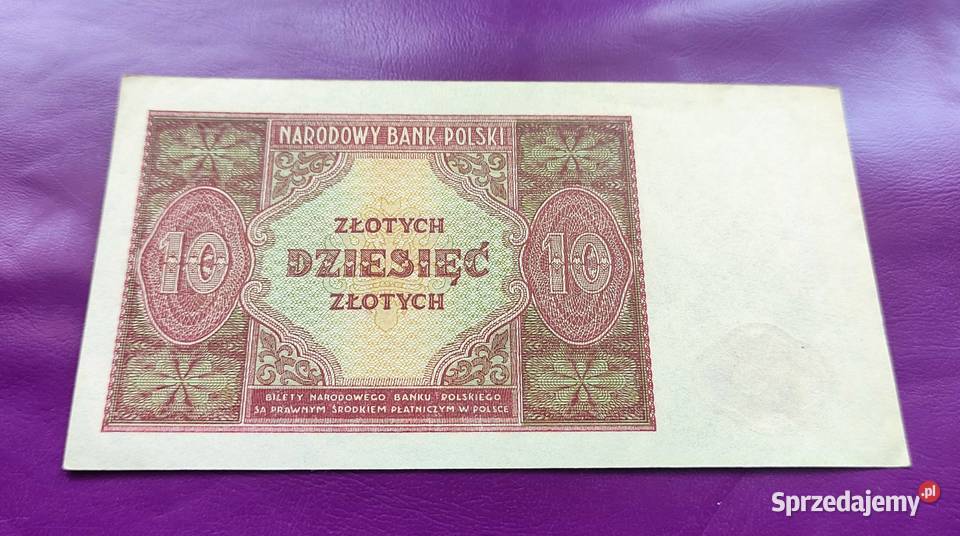 NARODOWY BANK POLSKI
ZŁOTYCH
10 DZIESIĘĆ 10
ZŁOTYCH
BILETY NARODOWEGO BANKU POLSKIEGO
SĄ PRAWNYM ŚRODKIEM PŁATNICZYM W POLSCE
Sprzedajemy.pl